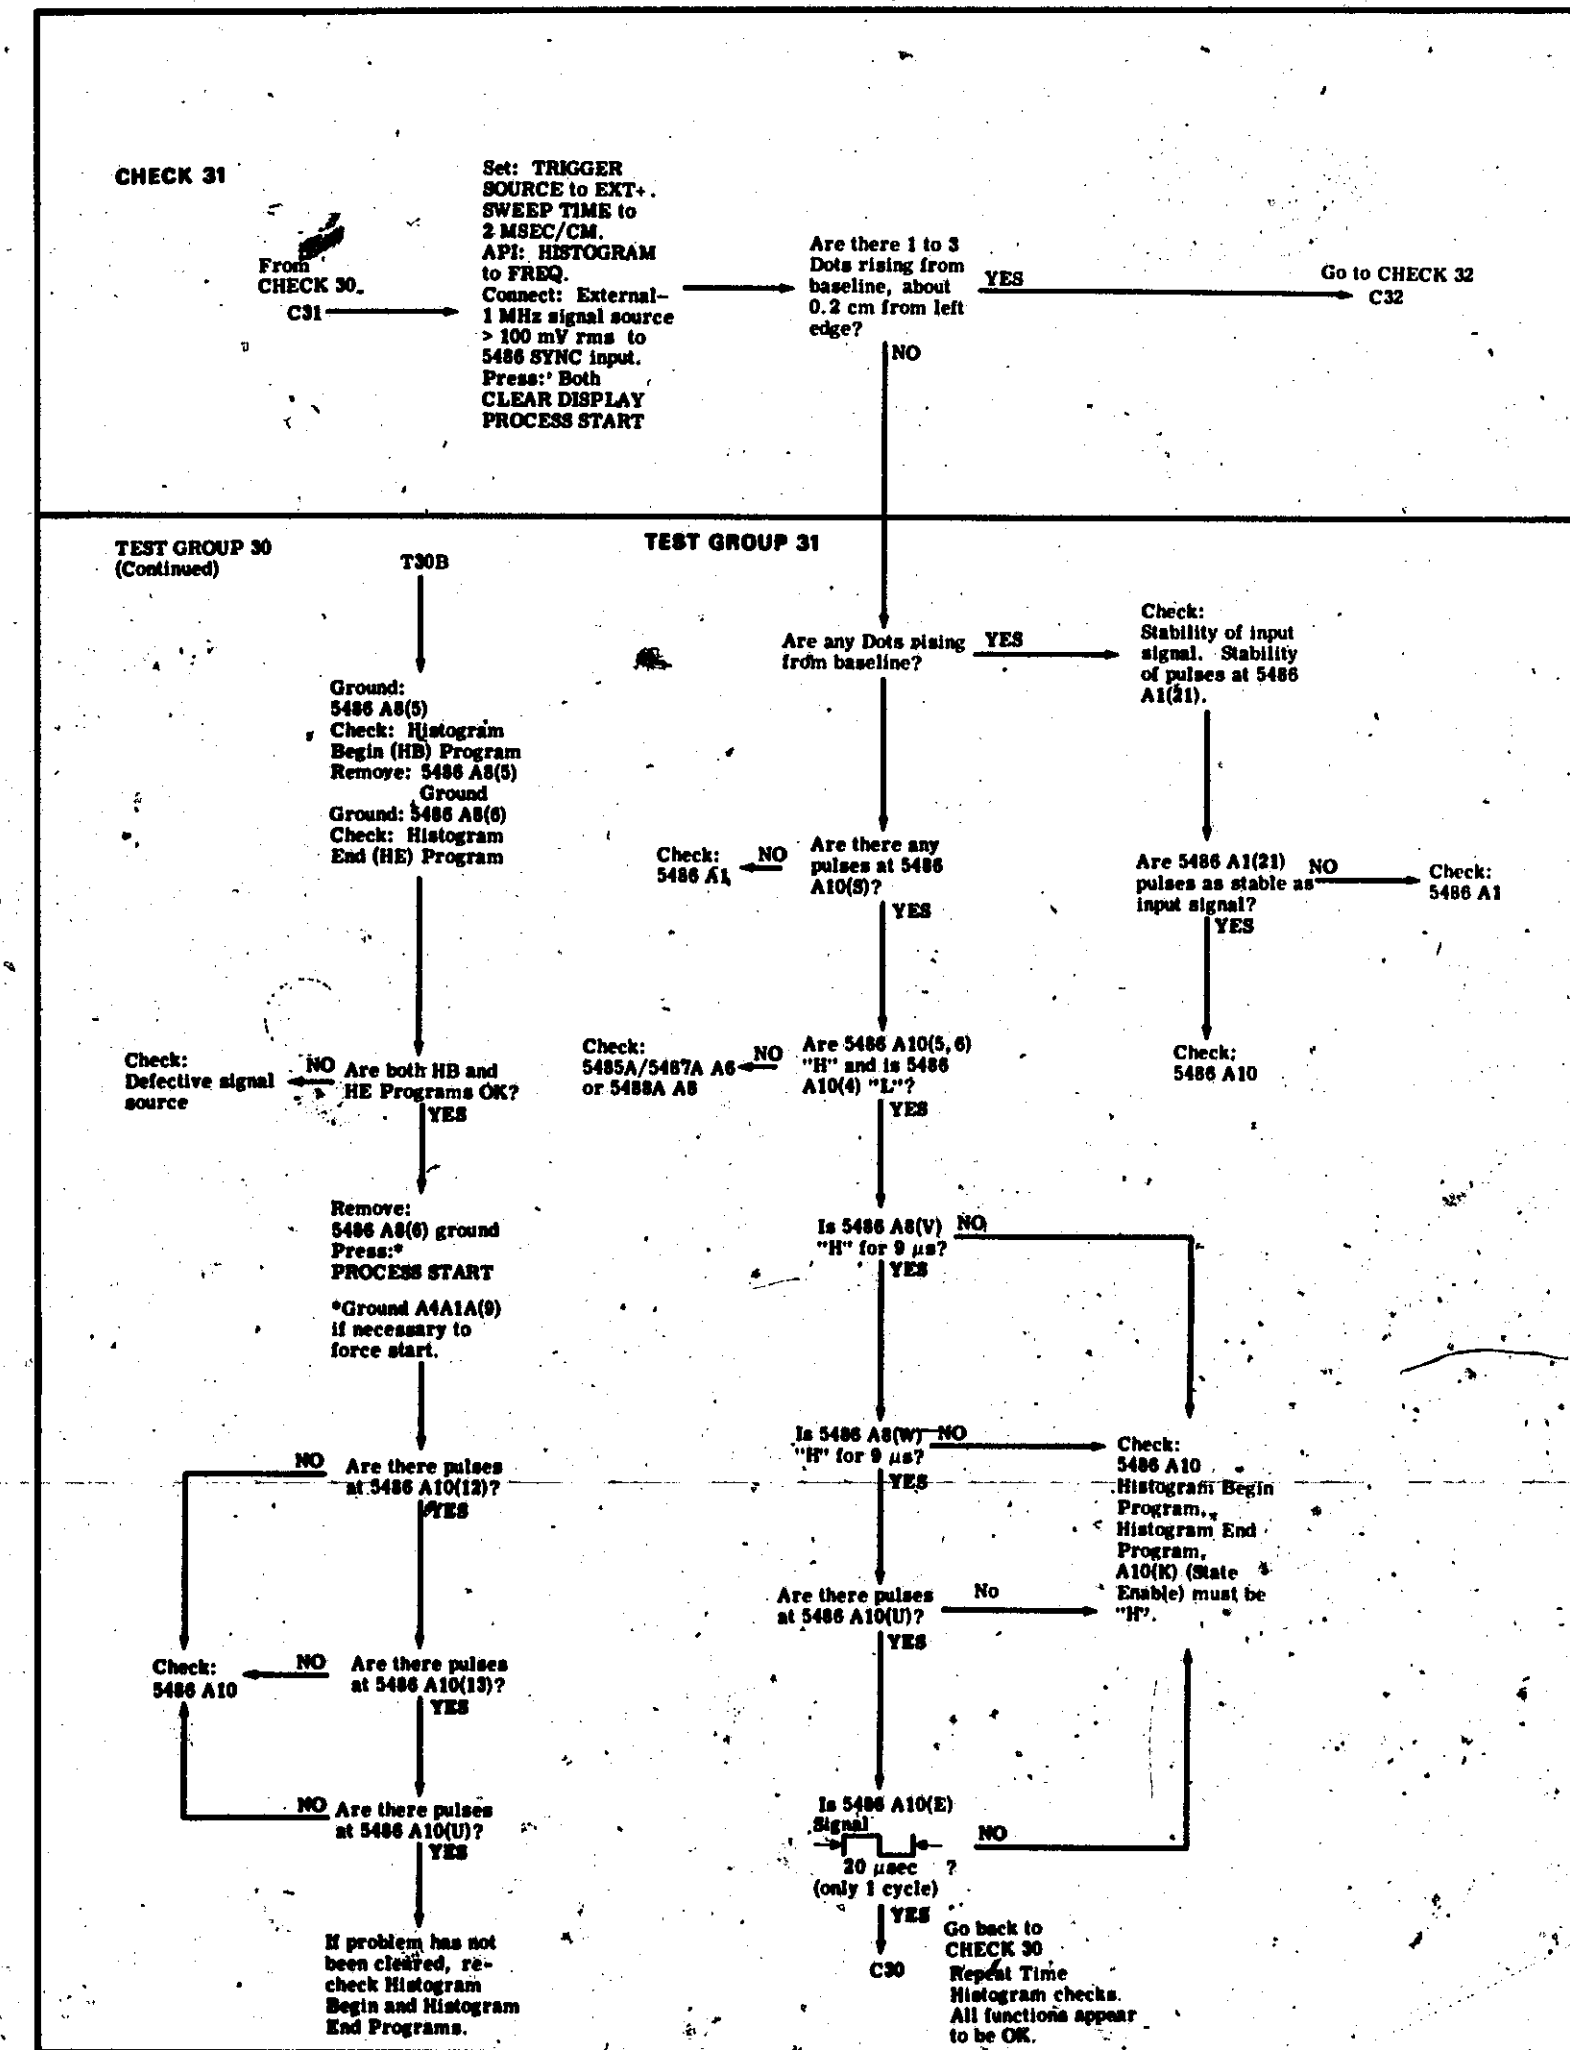 CHECK 31
From
CHECK 30
C31
Set: TRIGGER
SOURCE to EXT+.
SWEEP TIME to
2 MSEC/CM.
API: HISTOGRAM
to FREQ.
Connect: External-
1 MHz signal source
> 100 mV rms to
5486 SYNC input.
Press: Both
CLEAR DISPLAY
PROCESS START
Are there 1 to 3
Dots rising from
baseline, about
0.2 cm from left
edge?
YES
Go to CHECK 32
C32
NO
TEST GROUP 30
(Continued)
T30B
Ground:
5486 A8(5)
Check: Histogram
Begin (HB) Program
Remove: 5486 A8(5)
Ground
Ground: 5486 A8(6)
Check: Histogram
End (HE) Program
Check:
Defective signal
source
NO
Are both HB and
HE Programs OK?
YES
Remove:
5486 A8(6) ground
Press:*
PROCESS START
*Ground A4A1A(9)
if necessary to
force start.
NO
Are there pulses
at 5486 A10(12)?
YES
Check:
5486 A10
NO
Are there pulses
at 5486 A10(13)?
YES
NO
Are there pulses
at 5486 A10(U)?
YES
If problem has not
been cleared, re-
check Histogram
Begin and Histogram
End Programs.
TEST GROUP 31
Are any Dots rising
from baseline?
YES
Check:
Stability of input
signal. Stability
of pulses at 5486
A1(21).
Check:
5486 A1
NO
Are there any
pulses at 5486
A10(S)?
YES
Are 5486 A1(21)
pulses as stable as
input signal?
NO
Check:
5486 A1
YES
Check:
5486 A10
Check:
5485A/5487A A6
or 5488A A8
NO
Are 5486 A10(5,6)
"H" and is 5486
A10(4) "L"?
YES
Is 5486 A8(V)
"H" for 9 μs?
NO
YES
Is 5486 A8(W)
"H" for 9 μs?
NO
YES
Check:
5486 A10
Histogram Begin
Program,
Histogram End
Program,
A10(K) (State
Enable) must be
"H".
Are there pulses
at 5486 A10(U)?
No
YES
Is 5486 A10(E)
Signal
20 μsec ?
(only 1 cycle)
NO
YES
C30
Go back to
CHECK 30
Repeat Time
Histogram checks.
All functions appear
to be OK.